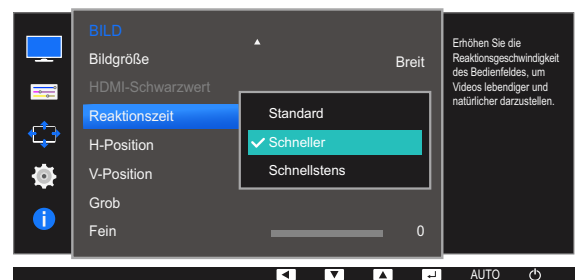 BILD
Bildgröße Breit
HDMI-Schwarzwert
Reaktionszeit
H-Position
V-Position
Grob
Fein 0
Standard
Schneller
Schnellstens
Erhöhen Sie die
Reaktionsgeschwindigkeit
des Bedienfeldes, um
Videos lebendiger und
natürlicher darzustellen.
AUTO